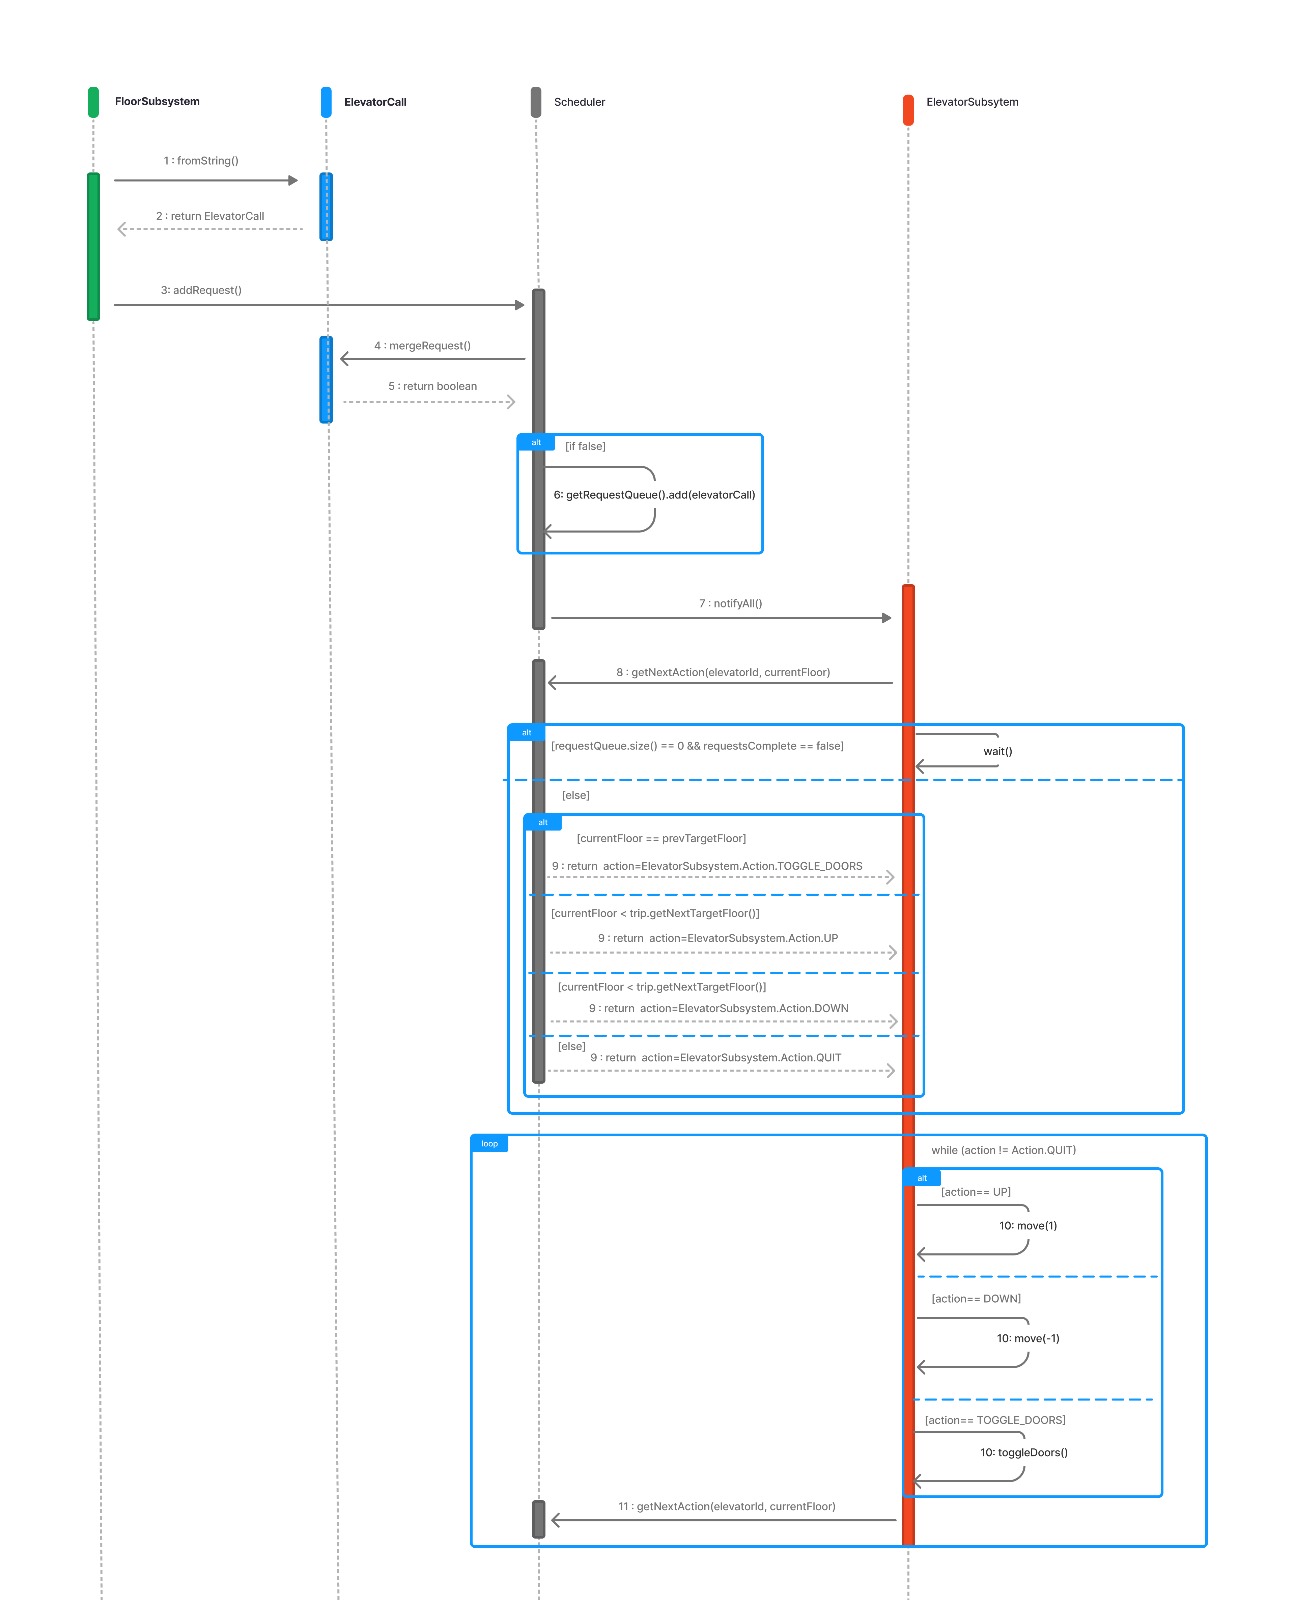 FloorSubsystem
ElevatorCall
Scheduler
ElevatorSubsytem
1 : fromString()
2 : return ElevatorCall
3: addRequest()
4 : mergeRequest()
5 : return boolean
alt
[if false]
6: getRequestQueue().add(elevatorCall)
7 : notifyAll()
8 : getNextAction(elevatorId, currentFloor)
alt
[requestQueue.size() == 0 && requestsComplete == false]
wait()
[else]
alt
[currentFloor == prevTargetFloor]
9 : return action=ElevatorSubsystem.Action.TOGGLE_DOORS
[currentFloor < trip.getNextTargetFloor()]
9 : return action=ElevatorSubsystem.Action.UP
[currentFloor < trip.getNextTargetFloor()]
9 : return action=ElevatorSubsystem.Action.DOWN
[else]
9 : return action=ElevatorSubsystem.Action.QUIT
loop
while (action != Action.QUIT)
alt
[action== UP]
10: move(1)
[action== DOWN]
10: move(-1)
[action== TOGGLE_DOORS]
10: toggleDoors()
11 : getNextAction(elevatorId, currentFloor)